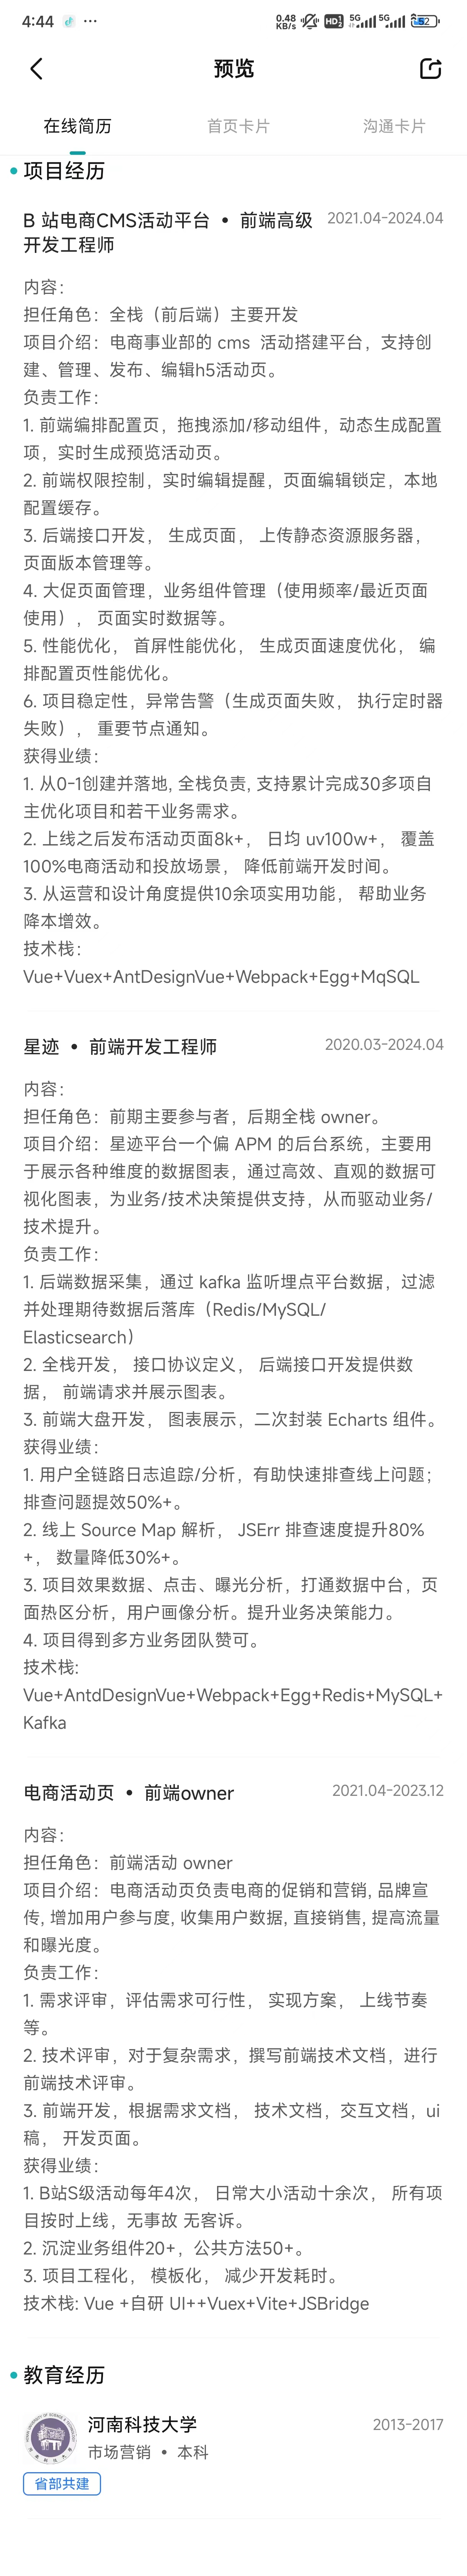 4:44 ··· 0.48 KB/s HD 5G 5G 52
预览
在线简历 首页卡片 沟通卡片
项目经历
B 站电商CMS活动平台 • 前端高级 2021.04-2024.04
开发工程师
内容：
担任角色：全栈（前后端）主要开发
项目介绍：电商事业部的 cms 活动搭建平台，支持创
建、管理、发布、编辑h5活动页。
负责工作：
1. 前端编排配置页，拖拽添加/移动组件，动态生成配置
项，实时生成预览活动页。
2. 前端权限控制，实时编辑提醒，页面编辑锁定，本地
配置缓存。
3. 后端接口开发， 生成页面， 上传静态资源服务器，
页面版本管理等。
4. 大促页面管理，业务组件管理（使用频率/最近页面
使用）， 页面实时数据等。
5. 性能优化， 首屏性能优化， 生成页面速度优化， 编
排配置页性能优化。
6. 项目稳定性，异常告警（生成页面失败， 执行定时器
失败）， 重要节点通知。
获得业绩：
1. 从0-1创建并落地, 全栈负责, 支持累计完成30多项自
主优化项目和若干业务需求。
2. 上线之后发布活动页面8k+， 日均 uv100w+， 覆盖
100%电商活动和投放场景， 降低前端开发时间。
3. 从运营和设计角度提供10余项实用功能， 帮助业务
降本增效。
技术栈：
Vue+Vuex+AntDesignVue+Webpack+Egg+MqSQL
星迹 • 前端开发工程师 2020.03-2024.04
内容：
担任角色：前期主要参与者，后期全栈 owner。
项目介绍：星迹平台一个偏 APM 的后台系统，主要用
于展示各种维度的数据图表，通过高效、直观的数据可
视化图表，为业务/技术决策提供支持，从而驱动业务/
技术提升。
负责工作：
1. 后端数据采集，通过 kafka 监听埋点平台数据，过滤
并处理期待数据后落库（Redis/MySQL/
Elasticsearch）
2. 全栈开发， 接口协议定义， 后端接口开发提供数
据， 前端请求并展示图表。
3. 前端大盘开发， 图表展示，二次封装 Echarts 组件。
获得业绩：
1. 用户全链路日志追踪/分析，有助快速排查线上问题；
排查问题提效50%+。
2. 线上 Source Map 解析， JSErr 排查速度提升80%
+， 数量降低30%+。
3. 项目效果数据、点击、曝光分析，打通数据中台，页
面热区分析，用户画像分析。提升业务决策能力。
4. 项目得到多方业务团队赞可。
技术栈:
Vue+AntdDesignVue+Webpack+Egg+Redis+MySQL+
Kafka
电商活动页 • 前端owner 2021.04-2023.12
内容：
担任角色：前端活动 owner
项目介绍：电商活动页负责电商的促销和营销, 品牌宣
传, 增加用户参与度, 收集用户数据, 直接销售, 提高流量
和曝光度。
负责工作：
1. 需求评审，评估需求可行性， 实现方案， 上线节奏
等。
2. 技术评审，对于复杂需求，撰写前端技术文档，进行
前端技术评审。
3. 前端开发，根据需求文档， 技术文档，交互文档，ui
稿， 开发页面。
获得业绩：
1. B站S级活动每年4次， 日常大小活动十余次， 所有项
目按时上线，无事故 无客诉。
2. 沉淀业务组件20+，公共方法50+。
3. 项目工程化， 模板化， 减少开发耗时。
技术栈: Vue +自研 UI++Vuex+Vite+JSBridge
教育经历
河南科技大学 2013-2017
市场营销 • 本科
省部共建